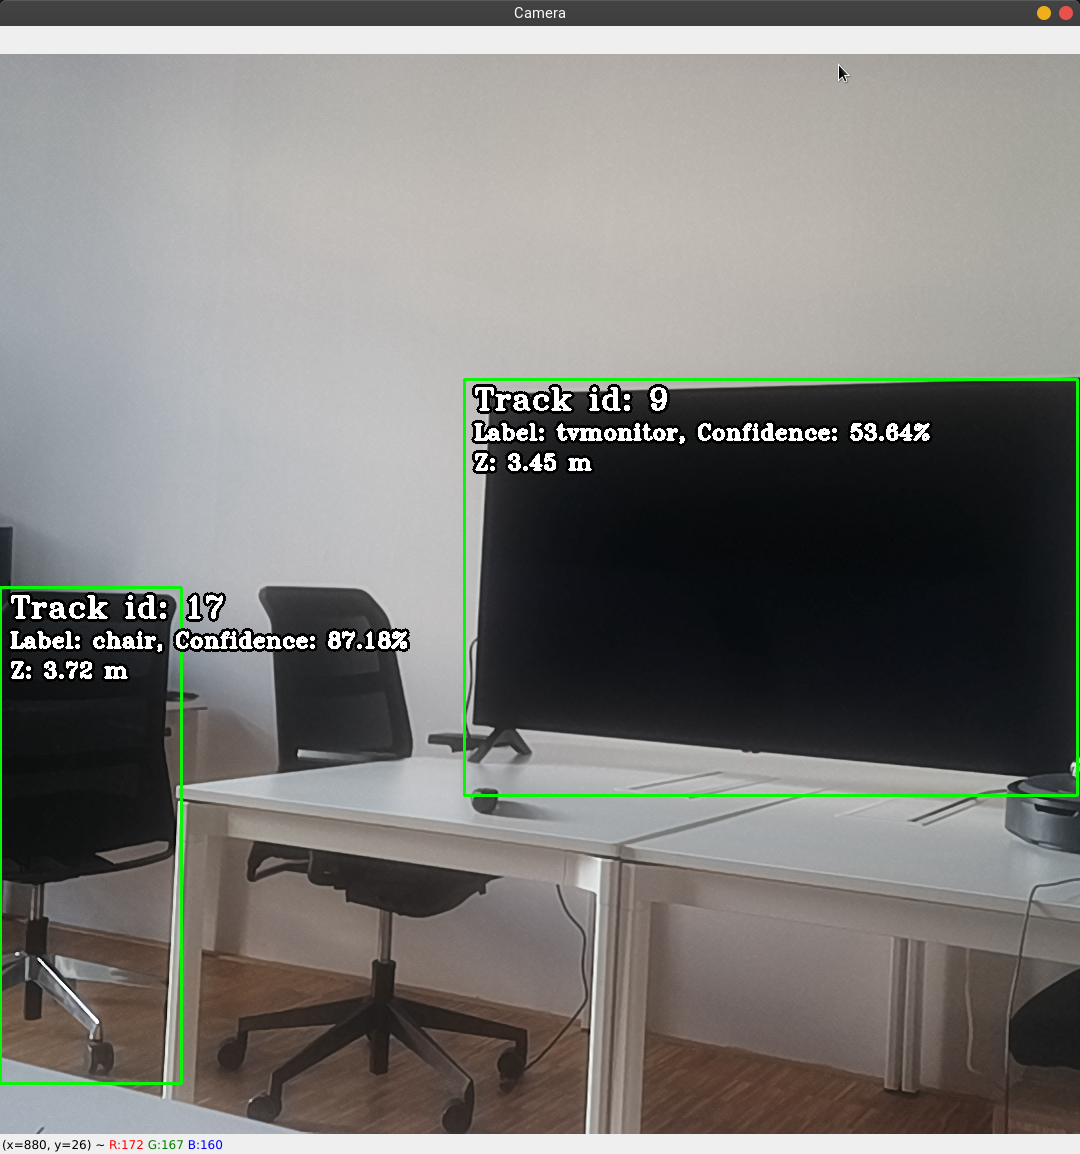 Camera
Track id: 9
Label: tvmonitor, Confidence: 53.64%
Z: 3.45 m
Track id: 17
Label: chair, Confidence: 87.18%
Z: 3.72 m
(x=880, y=26) ~ R:172 G:167 B:160